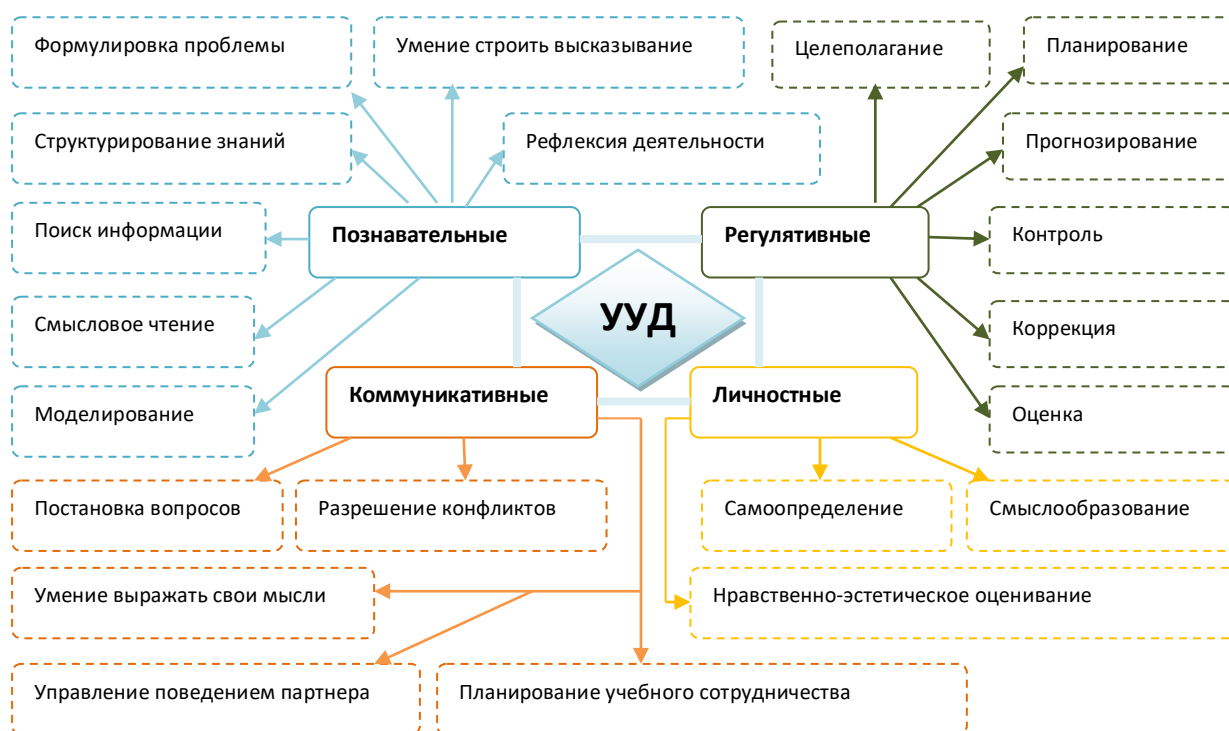 Формулировка проблемы
Умение строить высказывание
Целеполагание
Планирование
Структурирование знаний
Рефлексия деятельности
Прогнозирование
Поиск информации
Познавательные
Регулятивные
Контроль
УУД
Смысловое чтение
Коррекция
Моделирование
Коммуникативные
Личностные
Оценка
Постановка вопросов
Разрешение конфликтов
Самоопределение
Смыслообразование
Умение выражать свои мысли
Нравственно-эстетическое оценивание
Управление поведением партнера
Планирование учебного сотрудничества